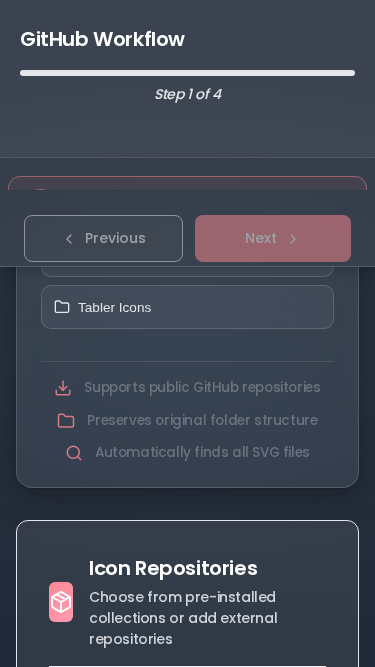 GitHub Workflow
Step 1 of 4
Previous
Next
Tabler Icons
Supports public GitHub repositories
Preserves original folder structure
Automatically finds all SVG files
Icon Repositories
Choose from pre-installed
collections or add external
repositories